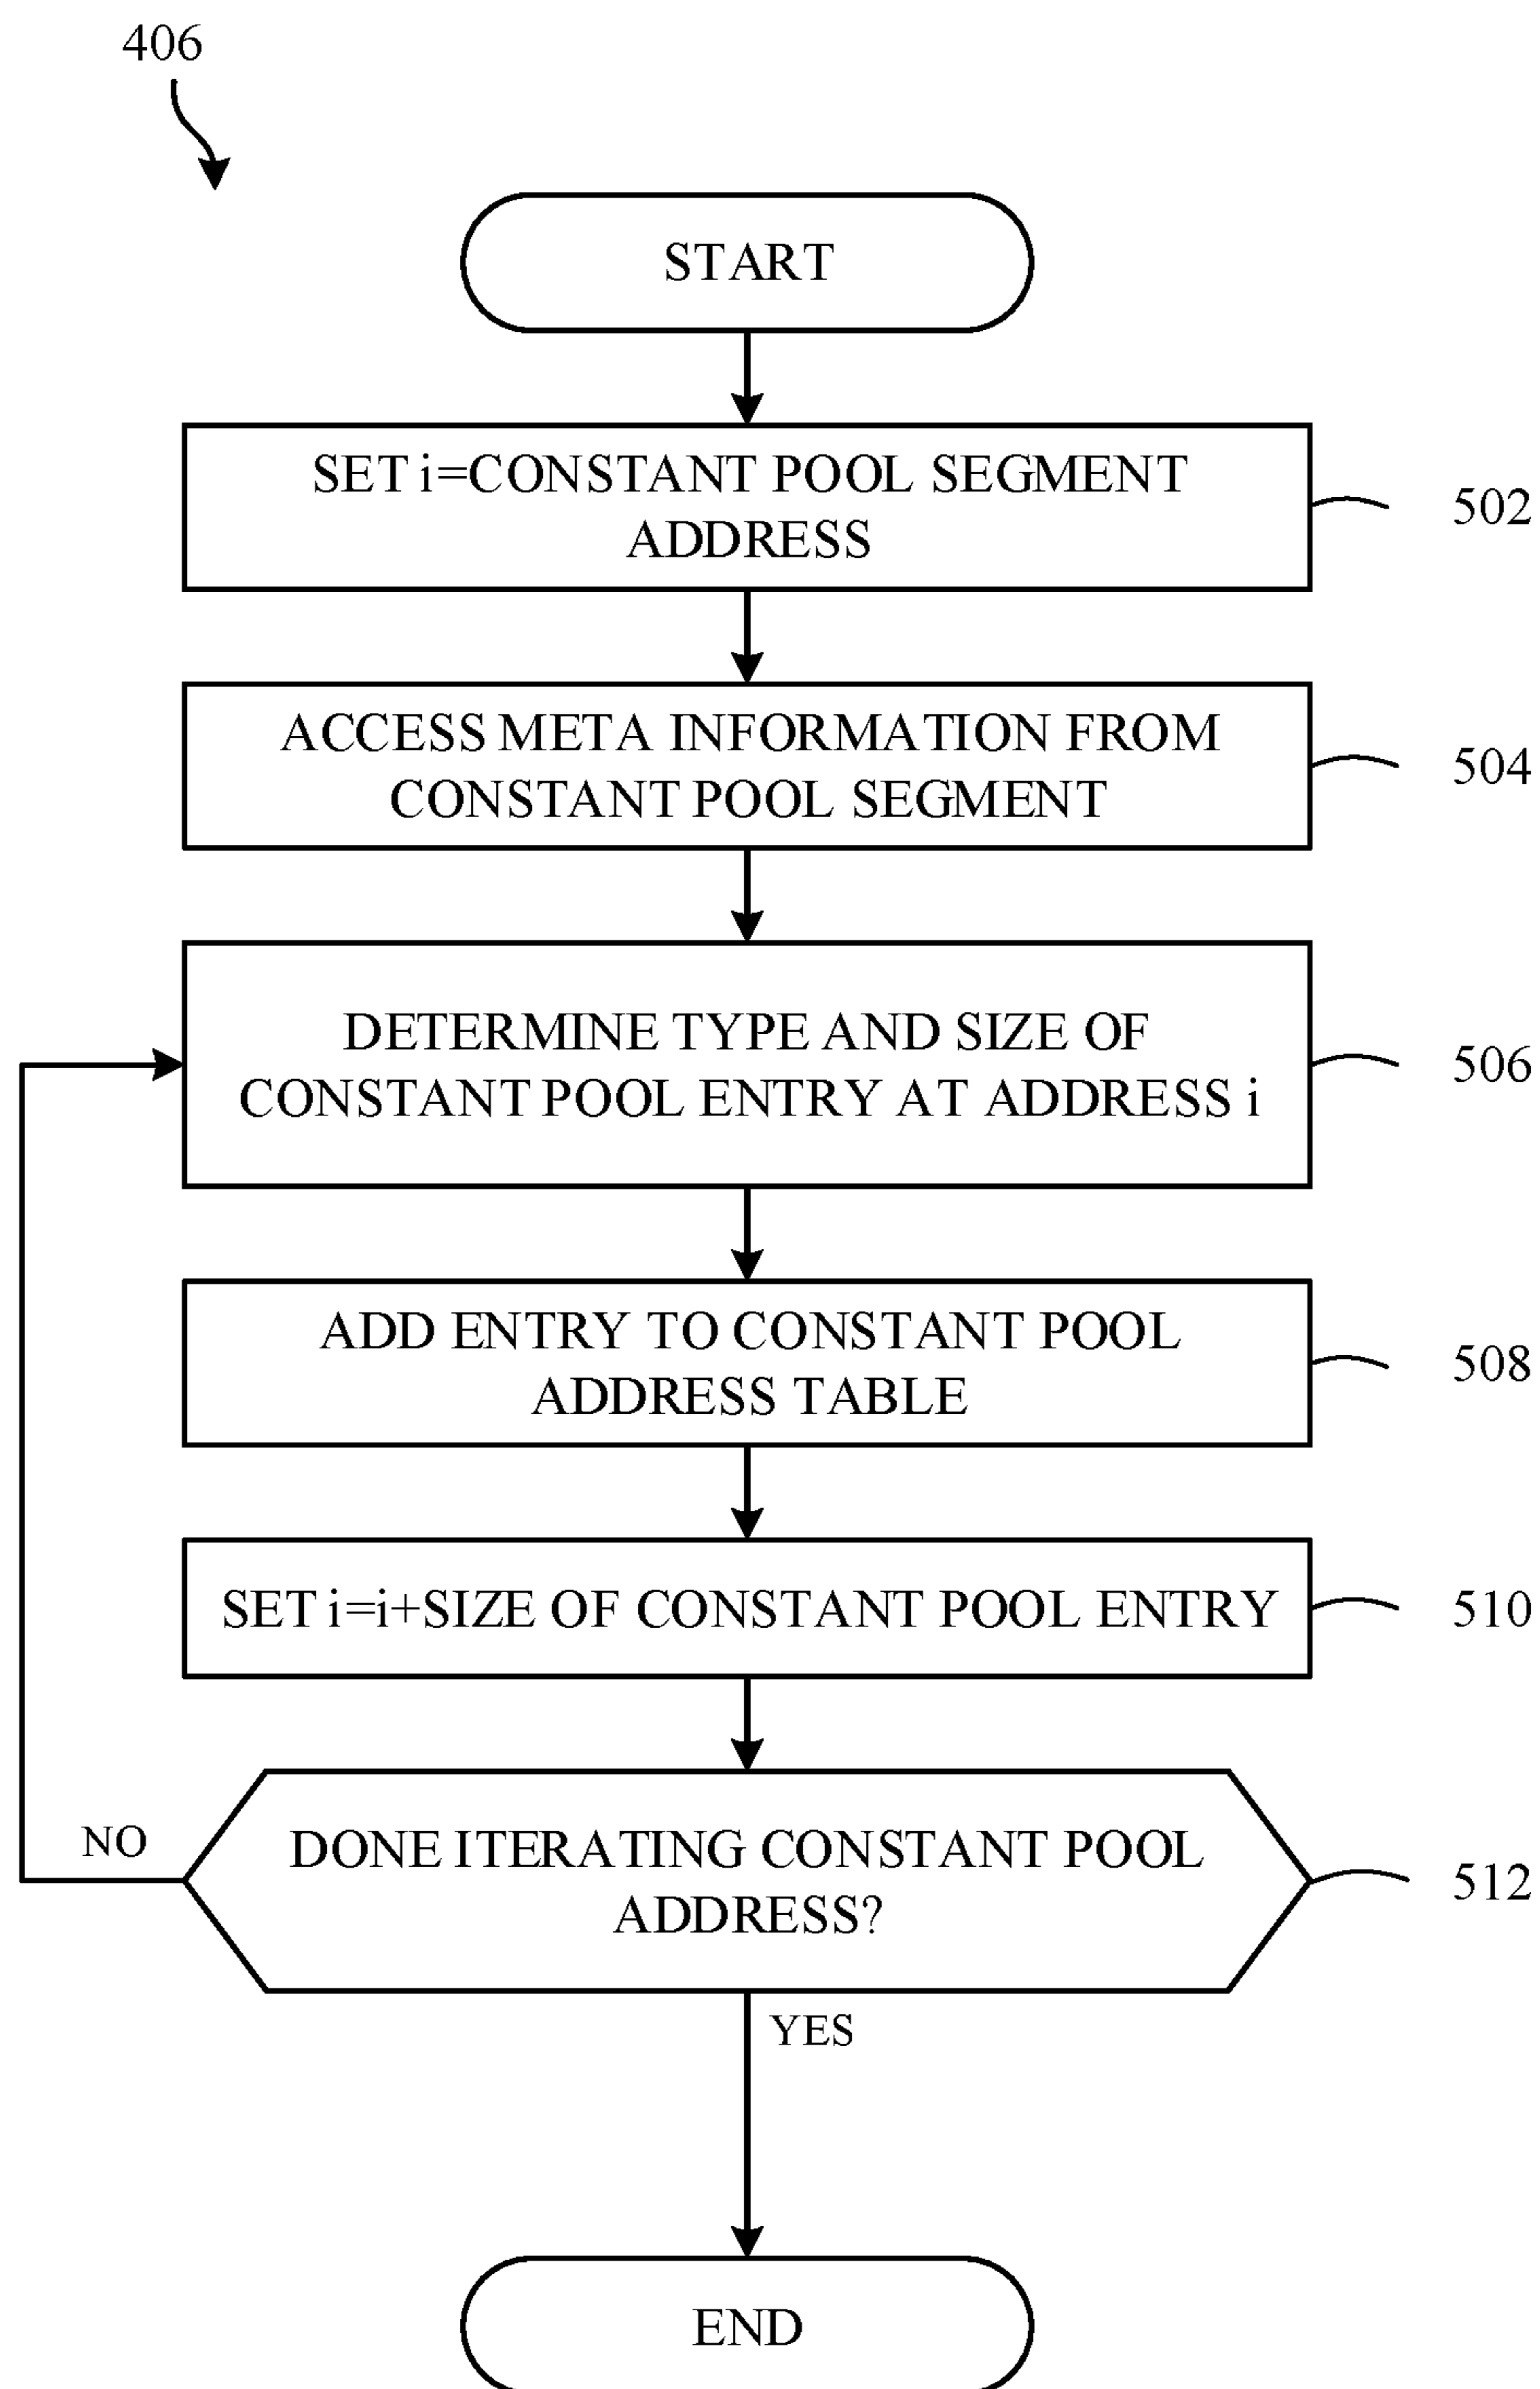 406
START
SET i=CONSTANT POOL SEGMENT
ADDRESS
502
ACCESS META INFORMATION FROM
CONSTANT POOL SEGMENT
504
DETERMINE TYPE AND SIZE OF
CONSTANT POOL ENTRY AT ADDRESS i
506
ADD ENTRY TO CONSTANT POOL
ADDRESS TABLE
508
SET i=i+SIZE OF CONSTANT POOL ENTRY
510
NO
DONE ITERATING CONSTANT POOL
ADDRESS?
512
YES
END